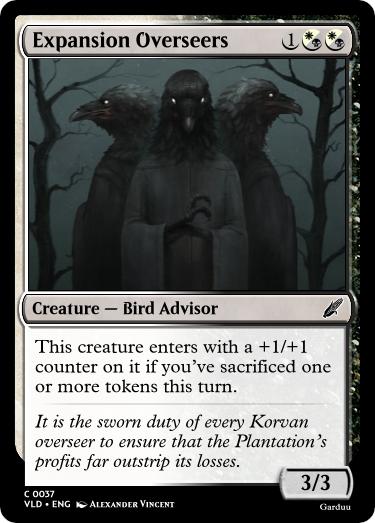 Expansion Overseers 1
Creature — Bird Advisor
This creature enters with a +1/+1
counter on it if you've sacrificed one
or more tokens this turn.
It is the sworn duty of every Korvan
overseer to ensure that the Plantation's
profits far outstrip its losses.
3/3
C 0037
VLD • ENG Alexander Vincent
Garduu